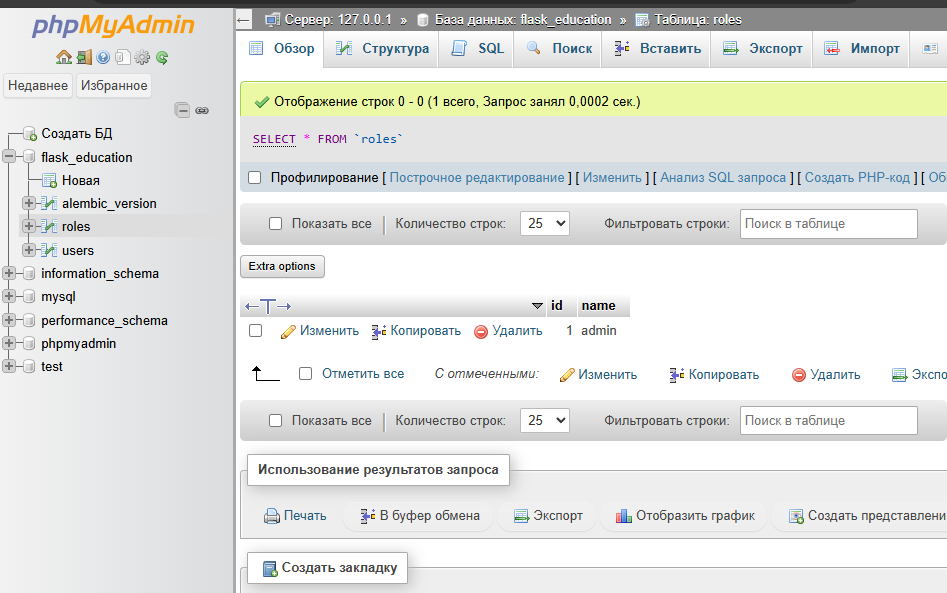 phpMyAdmin
Недавнее Избранное
Создать БД
flask_education
Новая
alembic_version
roles
users
information_schema
mysql
performance_schema
phpmyadmin
test
Сервер: 127.0.0.1 » База данных: flask_education » Таблица: roles
Обзор Структура SQL Поиск Вставить Экспорт Импорт
Отображение строк 0 - 0 (1 всего, Запрос занял 0,0002 сек.)
SELECT * FROM `roles`
Профилирование [ Построчное редактирование ] [ Изменить ] [ Анализ SQL запроса ] [ Создать PHP-код ] [ Об
Показать все Количество строк: 25 Фильтровать строки: Поиск в таблице
Extra options
←T→ id name
Изменить Копировать Удалить 1 admin
Отметить все С отмеченными: Изменить Копировать Удалить Экспо
Показать все Количество строк: 25 Фильтровать строки: Поиск в таблице
Использование результатов запроса
Печать В буфер обмена Экспорт Отобразить график Создать представлени
Создать закладку